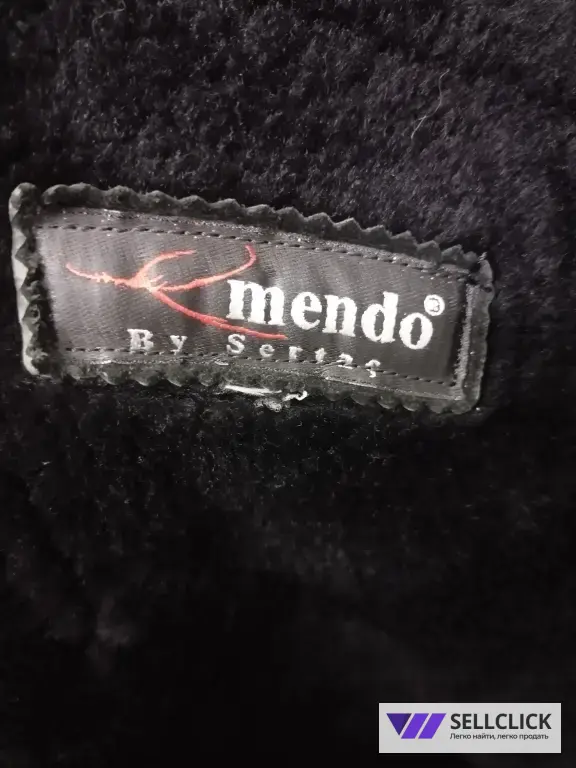 mendo®
By Sertaç
SELLCLICK
Легко найти, легко продать